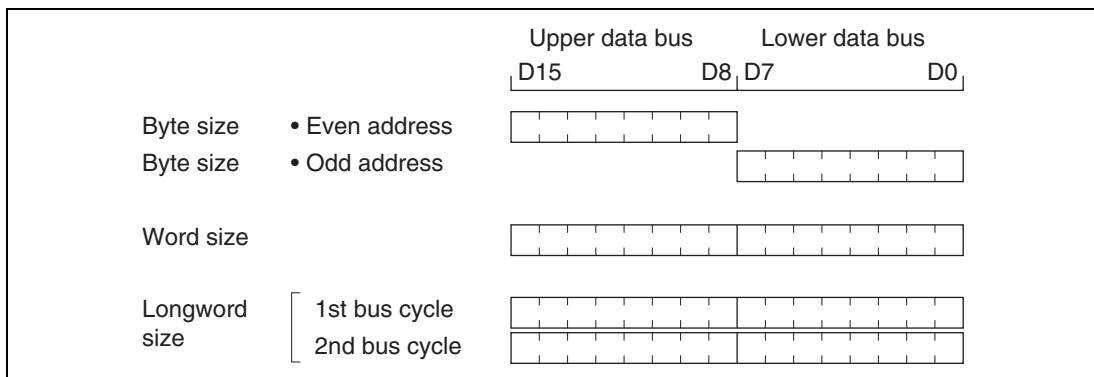 Upper data bus Lower data bus
D15 D8 D7 D0
Byte size • Even address
Byte size • Odd address
Word size
Longword size 1st bus cycle
2nd bus cycle